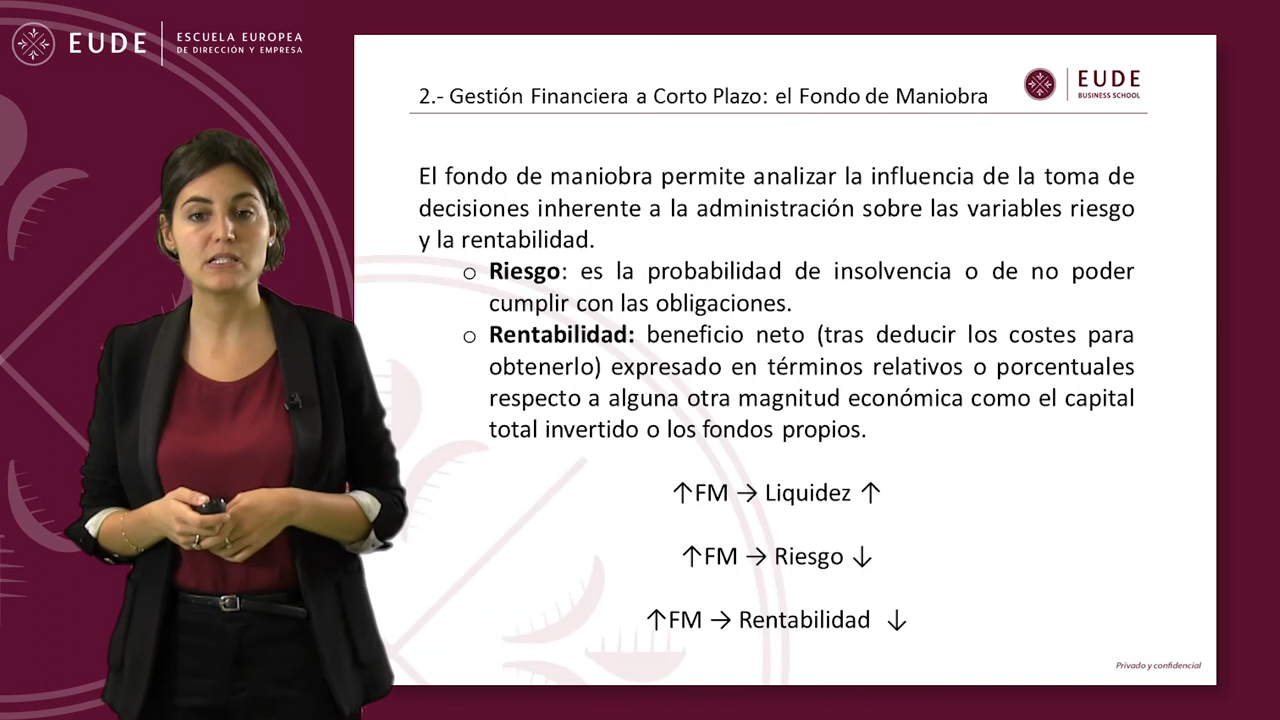 EUDE
ESCUELA EUROPEA
DE DIRECCIÓN Y EMPRESA
2.- Gestión Financiera a Corto Plazo: el Fondo de Maniobra
EUDE
BUSINESS SCHOOL
El fondo de maniobra permite analizar la influencia de la toma de
decisiones inherente a la administración sobre las variables riesgo
y la rentabilidad.
o Riesgo: es la probabilidad de insolvencia o de no poder
cumplir con las obligaciones.
o Rentabilidad: beneficio neto (tras deducir los costes para
obtenerlo) expresado en términos relativos o porcentuales
respecto a alguna otra magnitud económica como el capital
total invertido o los fondos propios.
↑FM → Liquidez ↑
↑FM → Riesgo ↓
↑FM → Rentabilidad ↓
Privado y confidencial